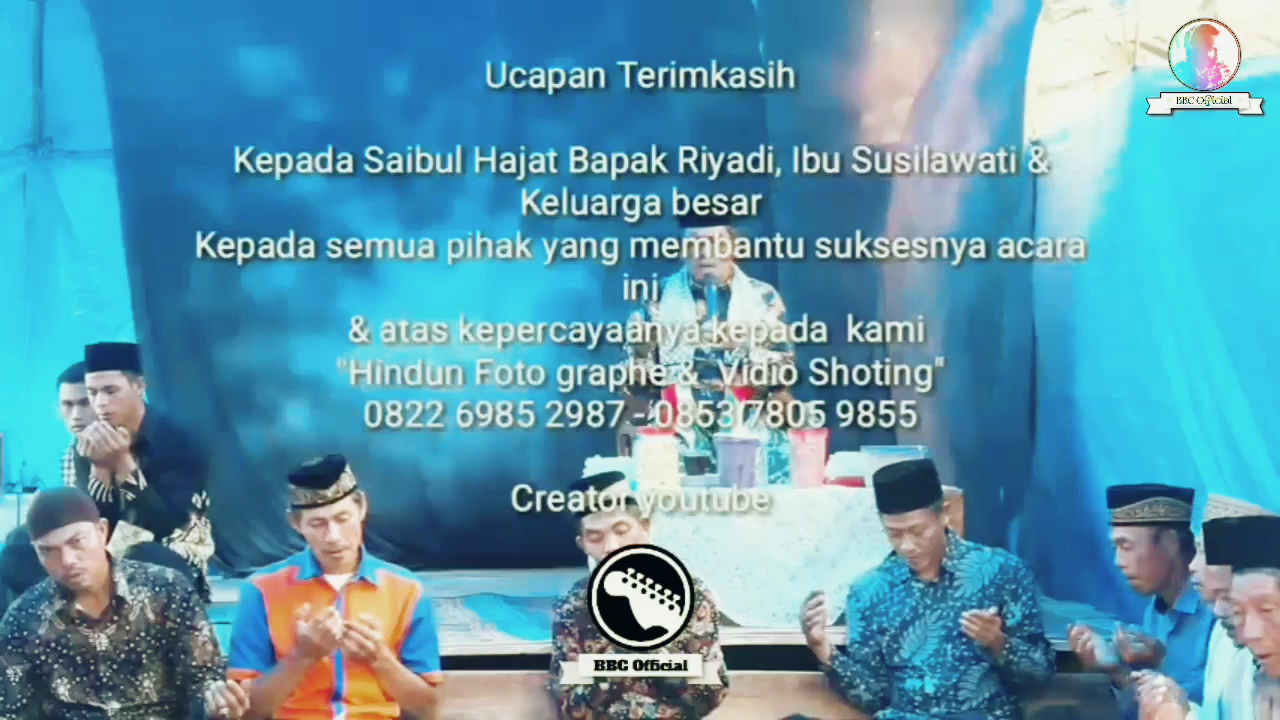 BBC Official
Ucapan Terimkasih
Kepada Saibul Hajat Bapak Riyadi, Ibu Susilawati &
Keluarga besar
Kepada semua pihak yang membantu suksesnya acara
ini
& atas kepercayaanya kepada kami
"Hindun Foto graphe & Vidio Shoting"
0822 6985 2987 - 0853 7805 9855
Creator youtube
BBC Official